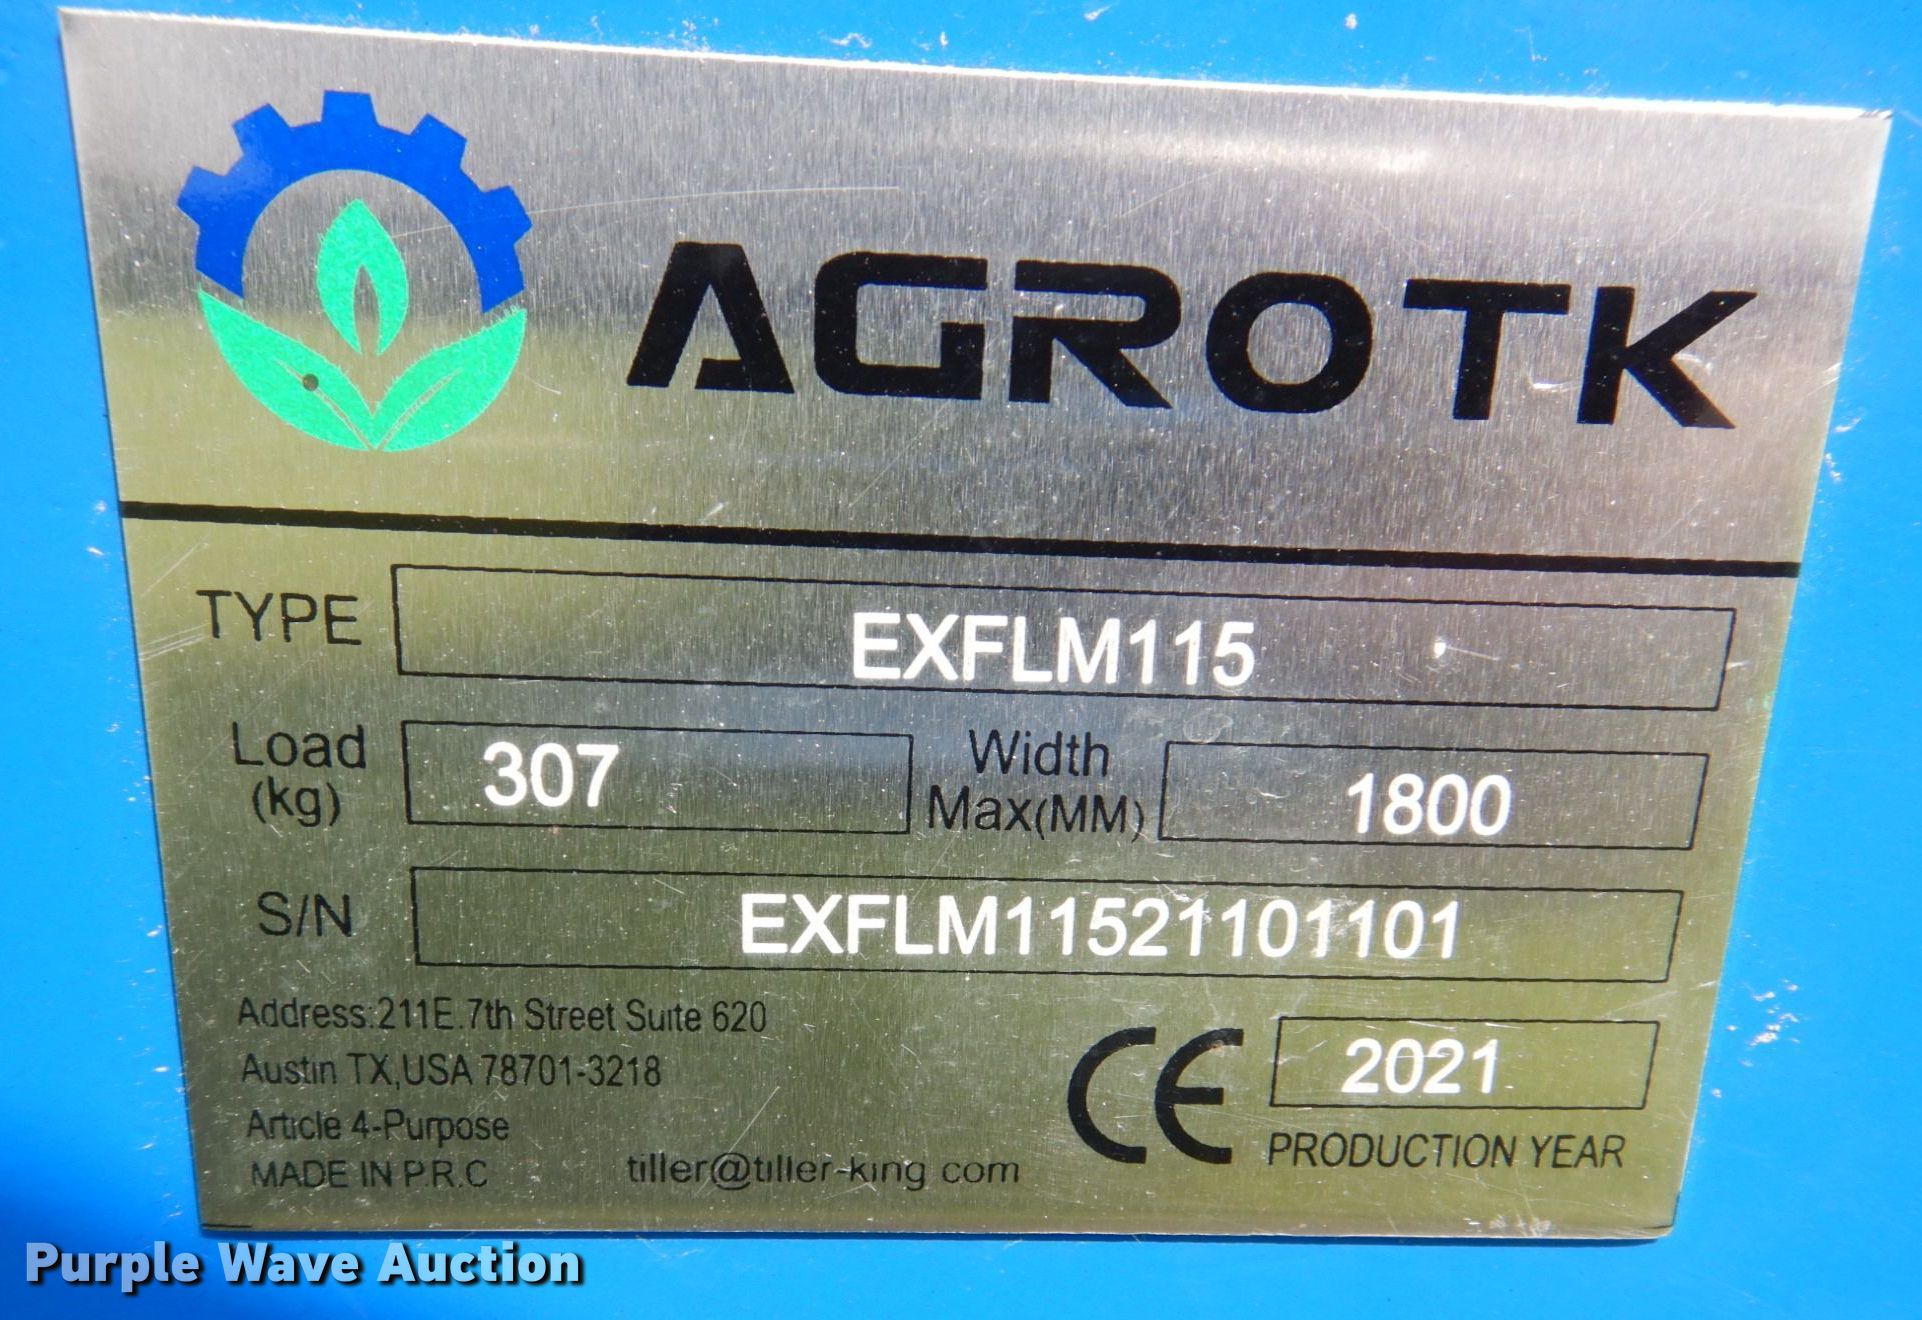 AGROTK
TYPE EXFLM115
Load (kg) 307 Width Max(MM) 1800
S/N EXFLM11521101101
Address:211E.7th Street Suite 620
Austin TX,USA 78701-3218
Article 4-Purpose
MADE IN P.R.C
tiller@tiller-king com
CE 2021
PRODUCTION YEAR
Purple Wave Auction